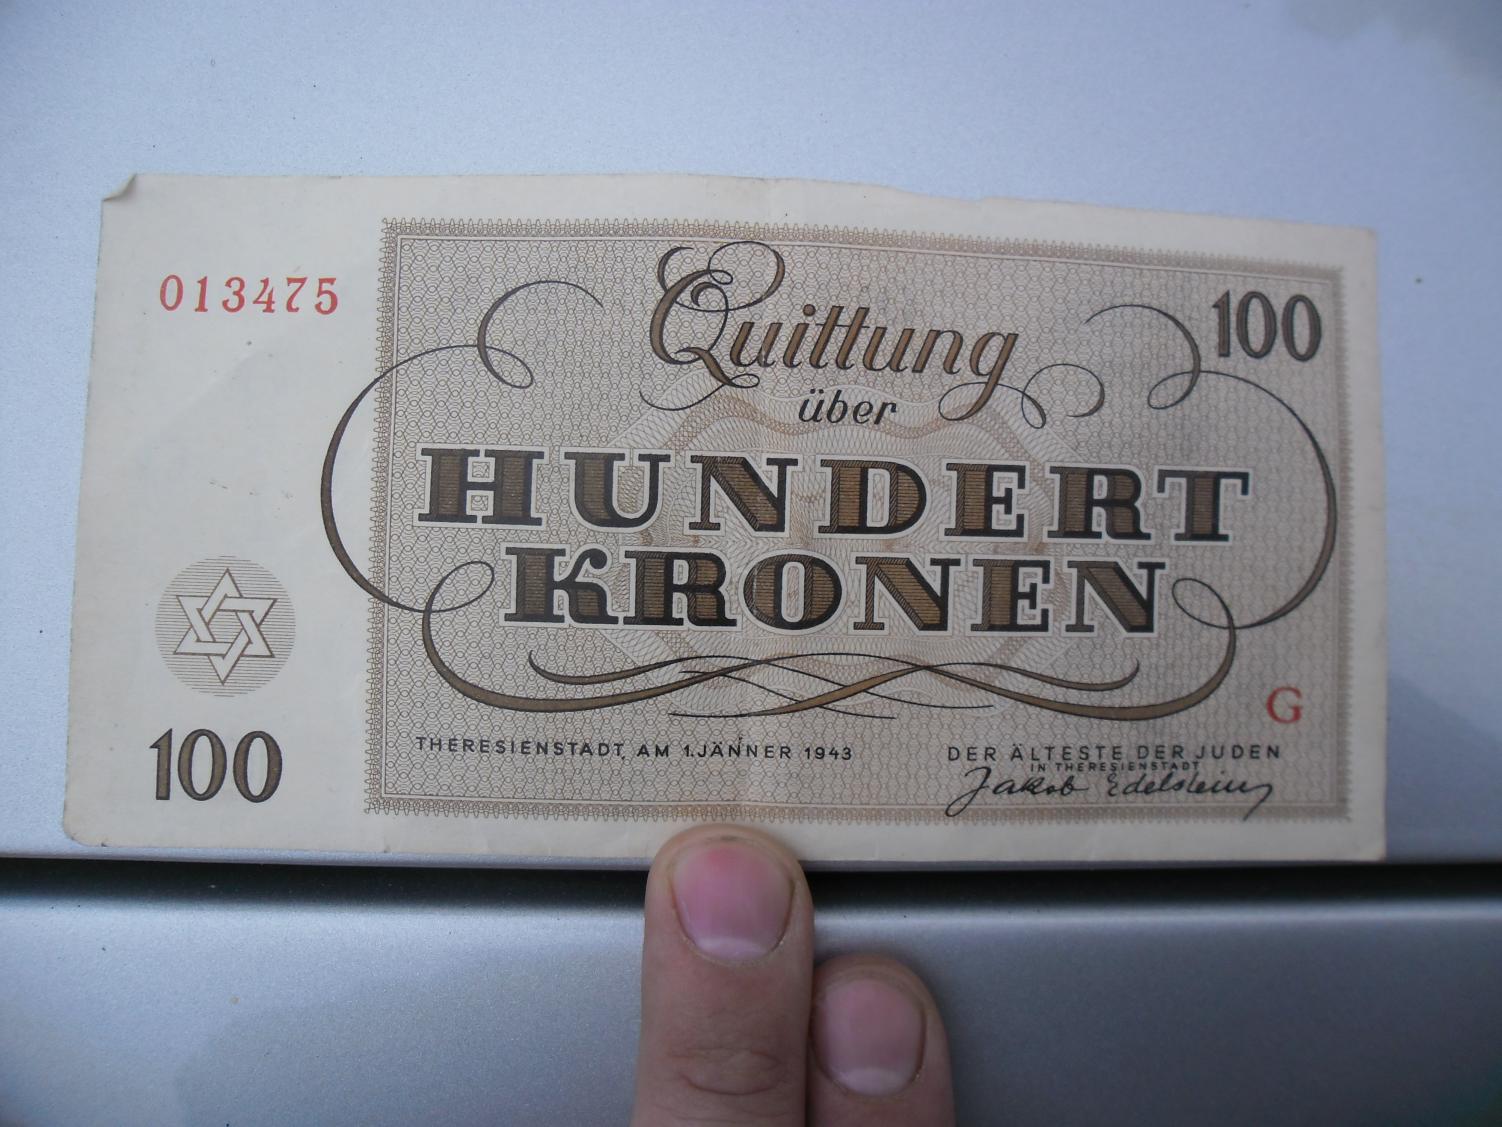 013475
100
Quittung
über
HUNDERT
KRONEN
G
100
THERESIENSTADT, AM 1. JÄNNER 1943
DER ÄLTESTE DER JUDEN
IN THERESIENSTADT
Jakob Edelstein